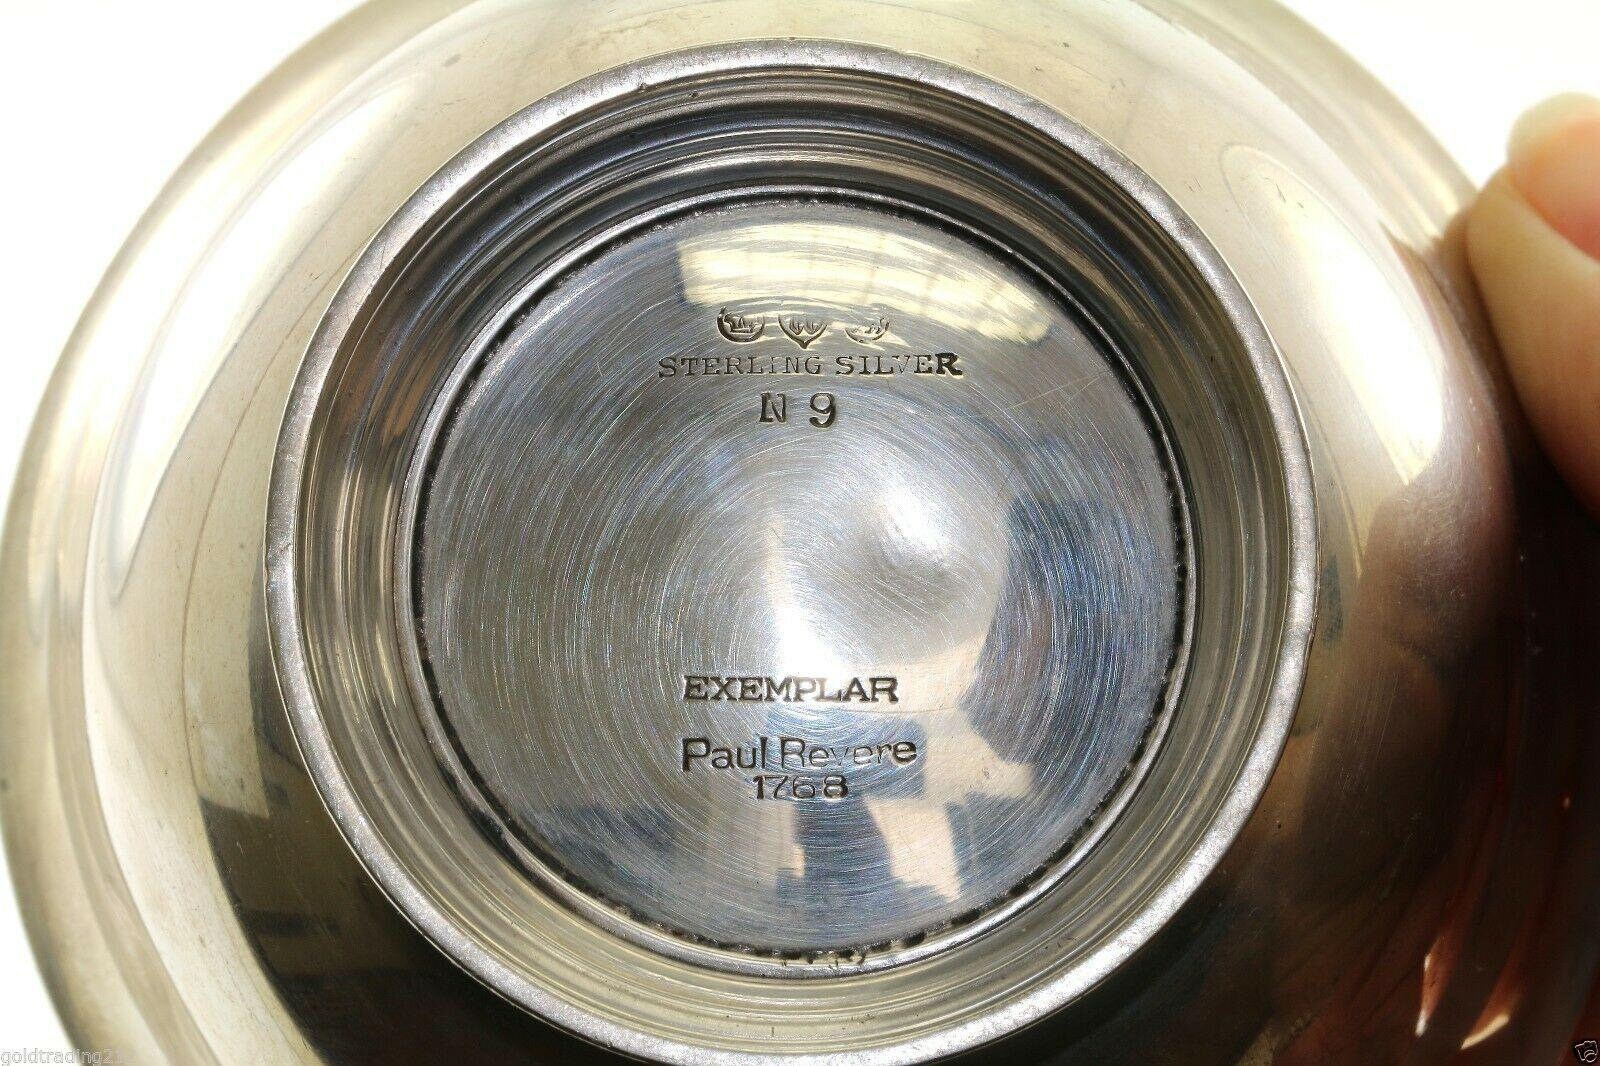 STERLING SILVER
N 9
EXEMPLAR
Paul Revere
1768